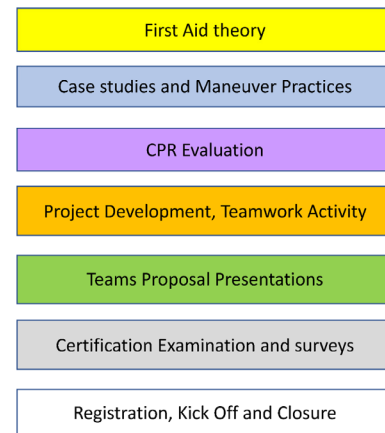 First Aid theory
Case studies and Maneuver Practices
CPR Evaluation
Project Development, Teamwork Activity
Teams Proposal Presentations
Certification Examination and surveys
Registration, Kick Off and Closure